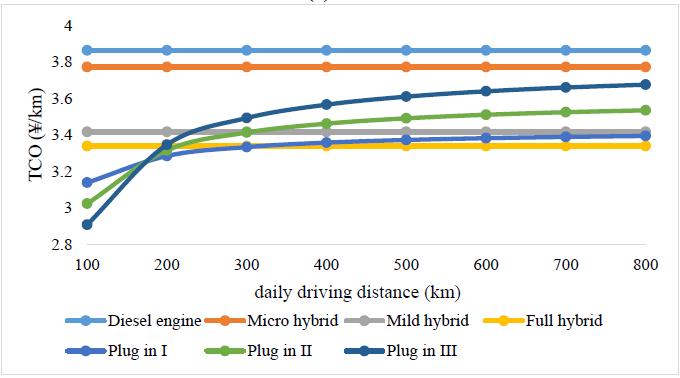 4
3.8
3.6
3.4
3.2
3
2.8
TCO (¥/km)
100 200 300 400 500 600 700 800
daily driving distance (km)
Diesel engine Micro hybrid Mild hybrid Full hybrid
Plug in I Plug in II Plug in III